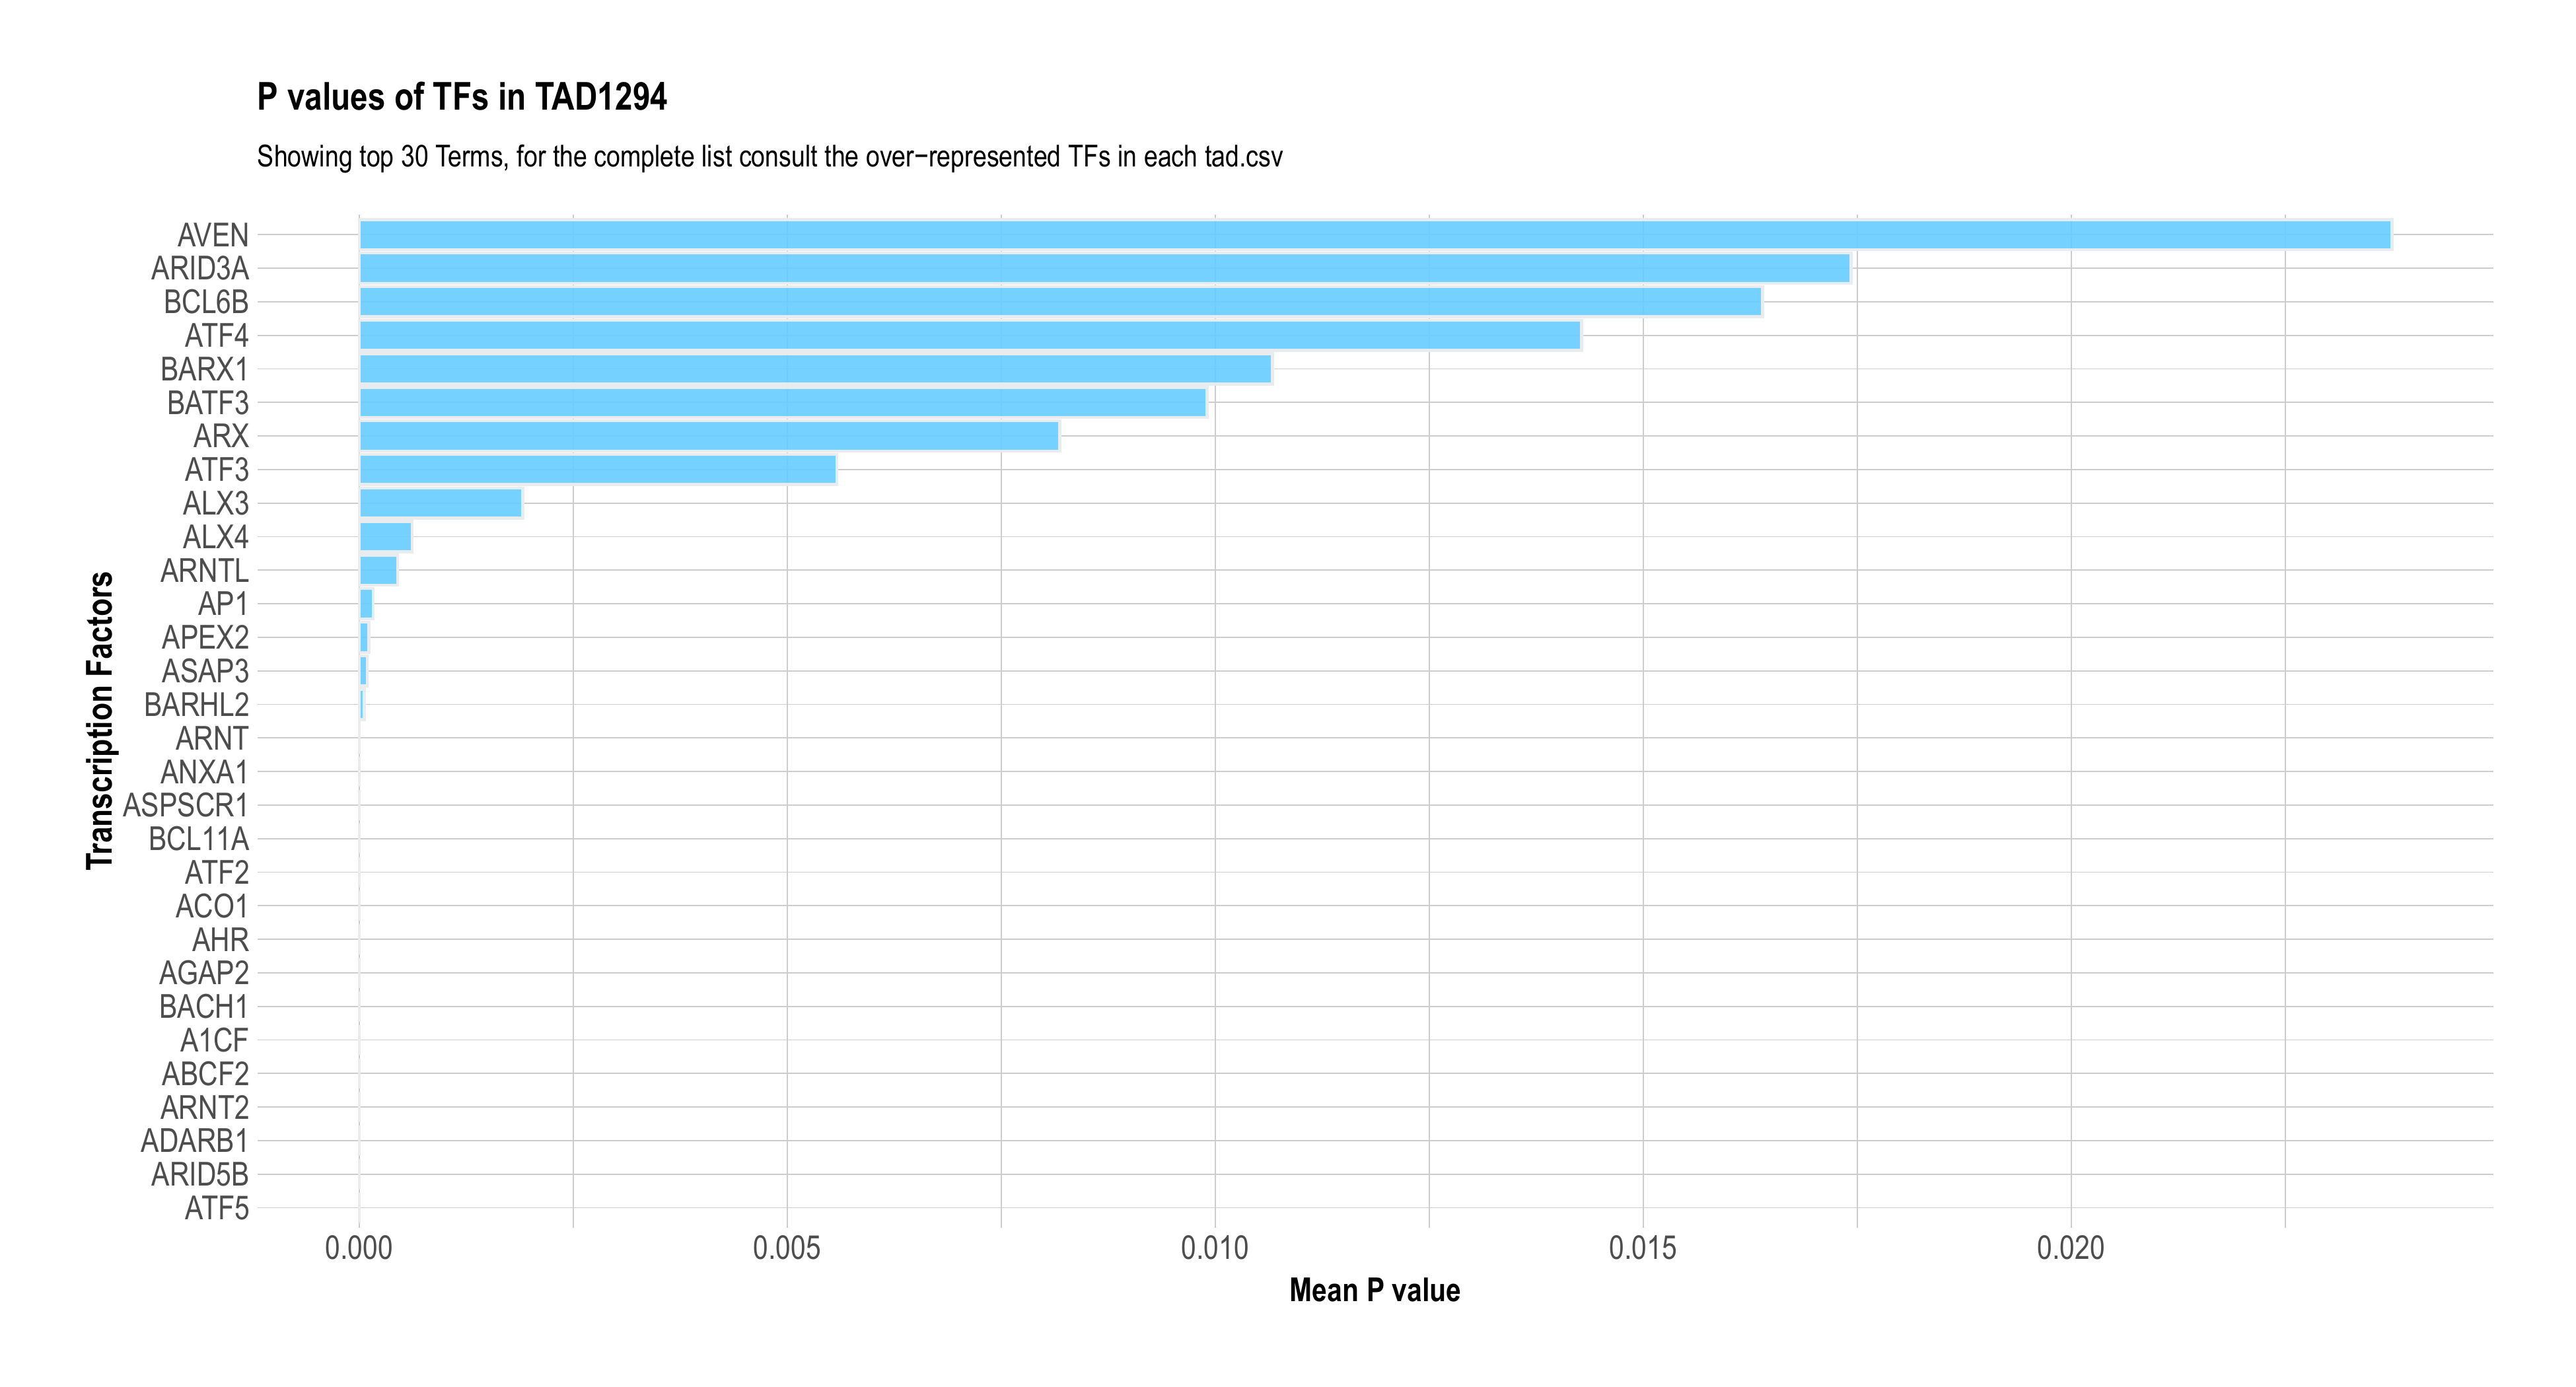 P values of TFs in TAD1294
Showing top 30 Terms, for the complete list consult the over−represented TFs in each tad.csv
Transcription Factors
AVEN
ARID3A
BCL6B
ATF4
BARX1
BATF3
ARX
ATF3
ALX3
ALX4
ARNTL
AP1
APEX2
ASAP3
BARHL2
ARNT
ANXA1
ASPSCR1
BCL11A
ATF2
ACO1
AHR
AGAP2
BACH1
A1CF
ABCF2
ARNT2
ADARB1
ARID5B
ATF5
0.000 0.005 0.010 0.015 0.020
Mean P value